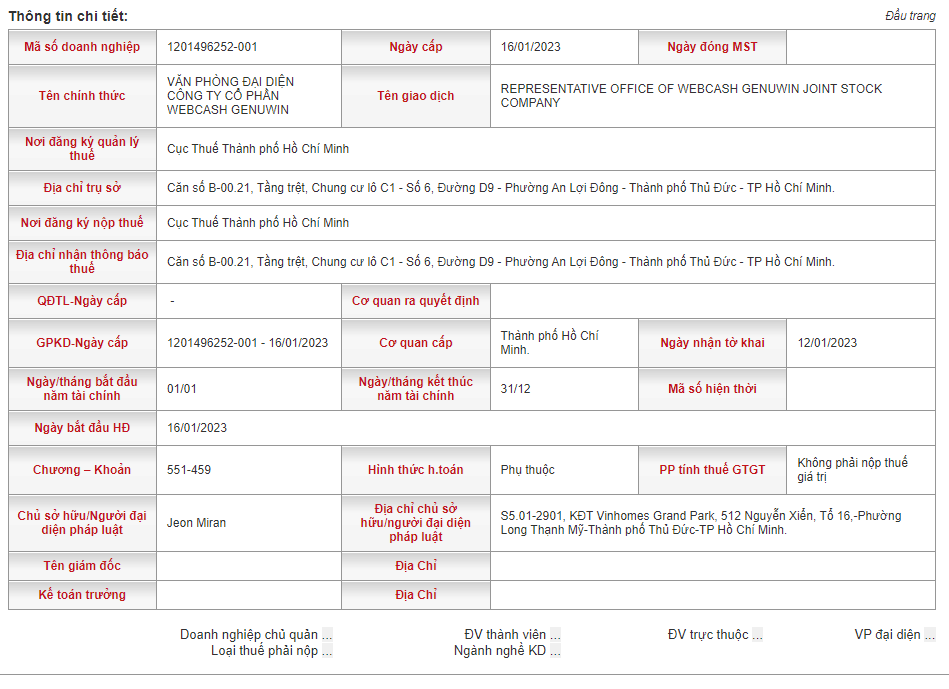 Thông tin chi tiết:
Đầu trang
Mã số doanh nghiệp 1201496252-001 Ngày cấp 16/01/2023 Ngày đóng MST
Tên chính thức
VĂN PHÒNG ĐẠI DIỆN
CÔNG TY CỔ PHẦN
WEBCASH GENUWIN
Tên giao dịch
REPRESENTATIVE OFFICE OF WEBCASH GENUWIN JOINT STOCK
COMPANY
Nơi đăng ký quản lý
thuế
Cục Thuế Thành phố Hồ Chí Minh
Địa chỉ trụ sở Căn số B-00.21, Tầng trệt, Chung cư lô C1 - Số 6, Đường D9 - Phường An Lợi Đông - Thành phố Thủ Đức - TP Hồ Chí Minh.
Nơi đăng ký nộp thuế Cục Thuế Thành phố Hồ Chí Minh
Địa chỉ nhận thông báo
thuế
Căn số B-00.21, Tầng trệt, Chung cư lô C1 - Số 6, Đường D9 - Phường An Lợi Đông - Thành phố Thủ Đức - TP Hồ Chí Minh.
QĐTL-Ngày cấp - Cơ quan ra quyết định
GPKD-Ngày cấp 1201496252-001 - 16/01/2023 Cơ quan cấp
Thành phố Hồ Chí
Minh.
Ngày nhận tờ khai 12/01/2023
Ngày/tháng bắt đầu
năm tài chính
01/01
Ngày/tháng kết thúc
năm tài chính
31/12 Mã số hiện thời
Ngày bắt đầu HĐ 16/01/2023
Chương – Khoản 551-459 Hình thức h.toán Phụ thuộc PP tính thuế GTGT
Không phải nộp thuế
giá trị
Chủ sở hữu/Người đại
diện pháp luật
Jeon Miran
Địa chỉ chủ sở
hữu/người đại diện
pháp luật
S5.01-2901, KĐT Vinhomes Grand Park, 512 Nguyễn Xiển, Tổ 16,-Phường
Long Thạnh Mỹ-Thành phố Thủ Đức-TP Hồ Chí Minh.
Tên giám đốc Địa Chỉ
Kế toán trưởng Địa Chỉ
Doanh nghiệp chủ quản ... ĐV thành viên ... ĐV trực thuộc ... VP đại diện ...
Loại thuế phải nộp ... Ngành nghề KD ...